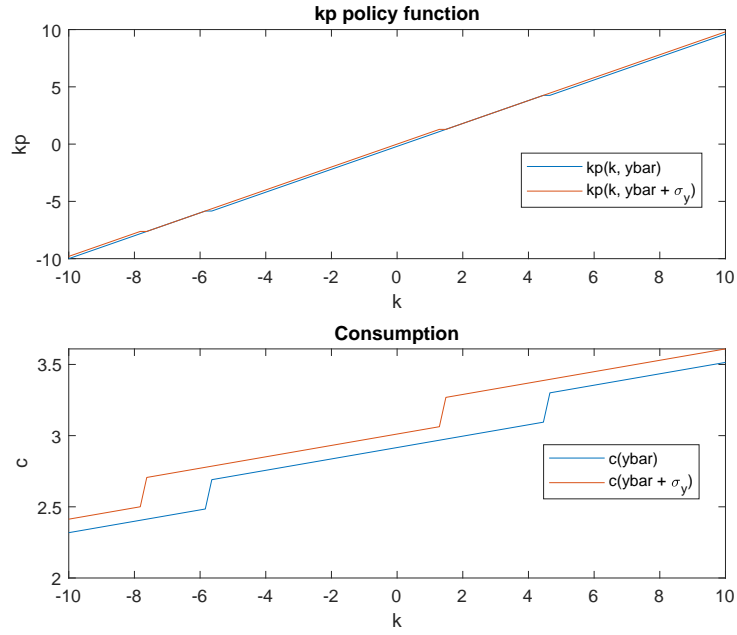 kp policy function
10
5
0
-5
-10
kp
kp(k, ybar)
kp(k, ybar + σ_y)
-10 -8 -6 -4 -2 0 2 4 6 8 10
k
Consumption
3.5
3
2.5
2
c
c(ybar)
c(ybar + σ_y)
-10 -8 -6 -4 -2 0 2 4 6 8 10
k